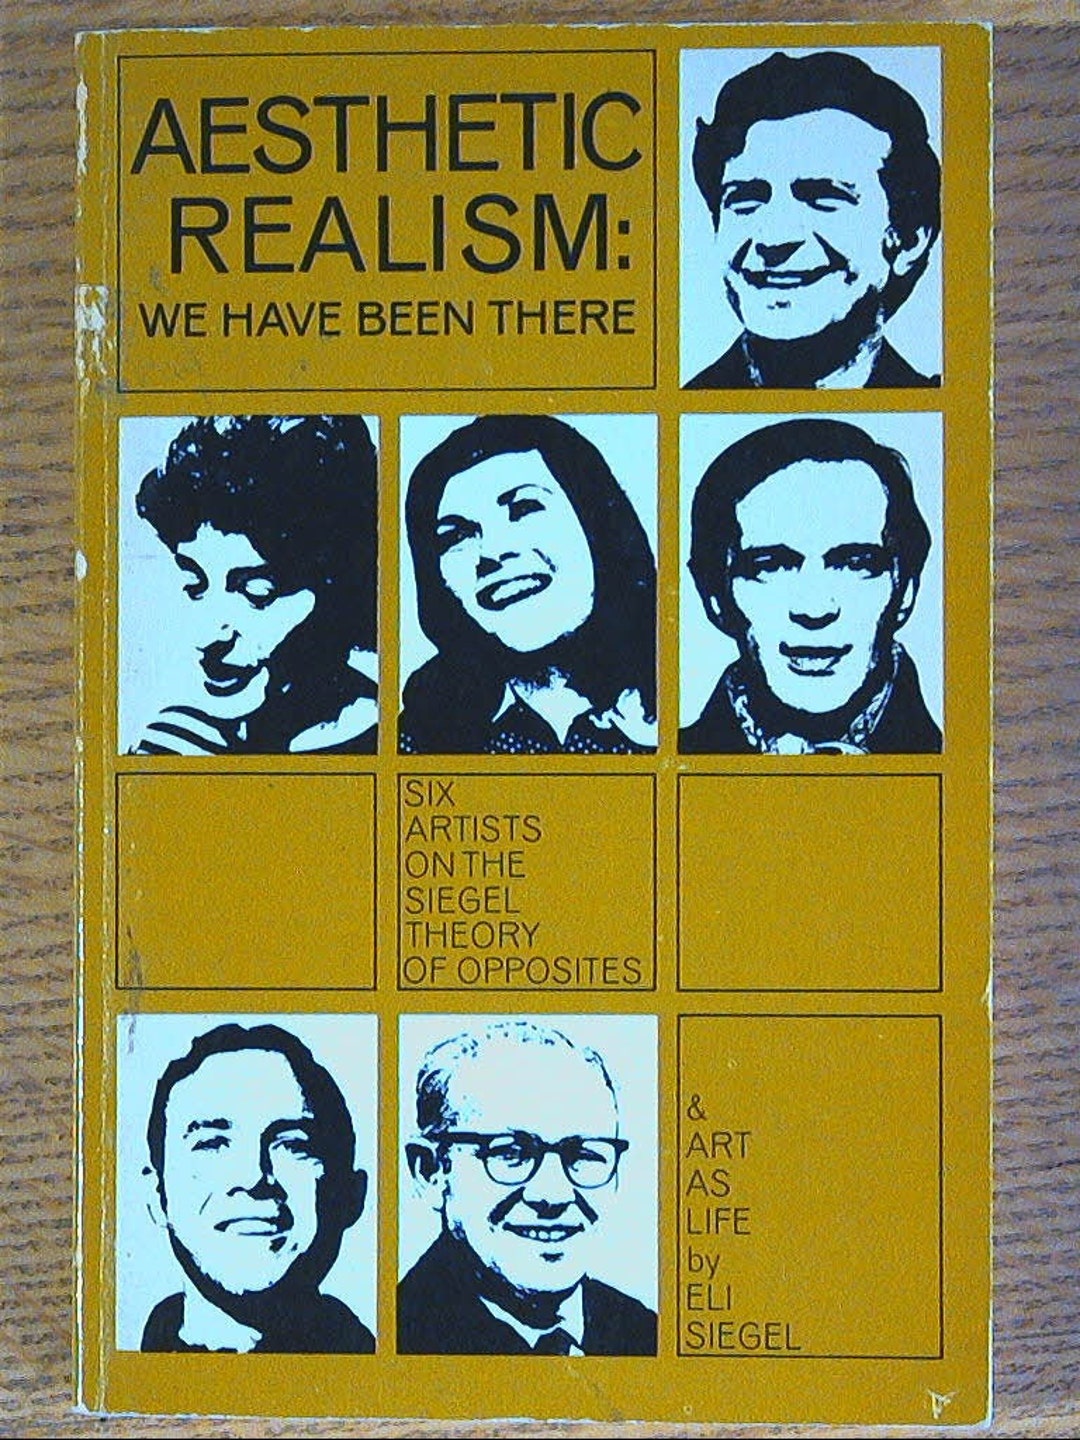 AESTHETIC
REALISM:
WE HAVE BEEN THERE
SIX
ARTISTS
ON THE
SIEGEL
THEORY
OF OPPOSITES
&
ART
AS
LIFE
by
ELI
SIEGEL